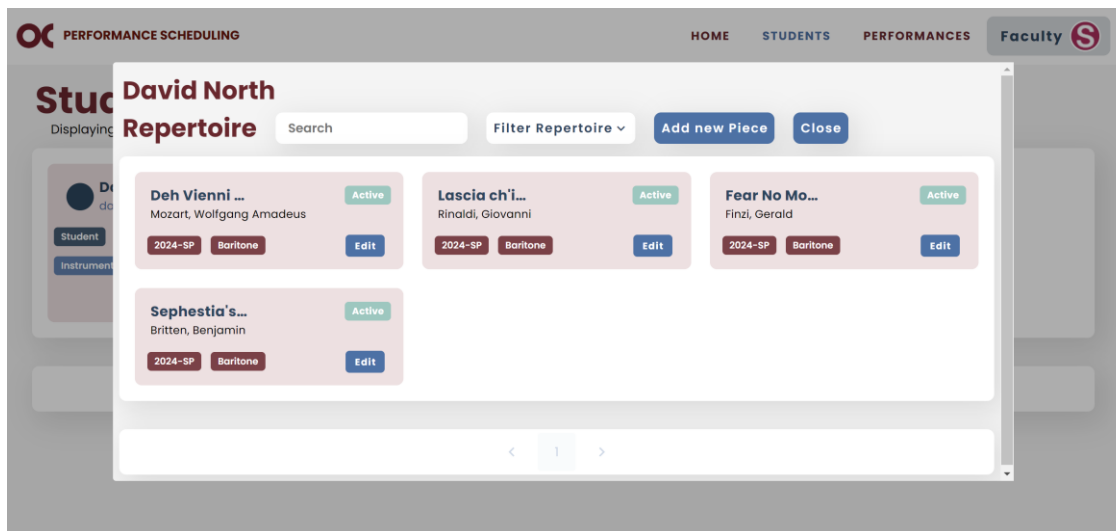 OC PERFORMANCE SCHEDULING
HOME
STUDENTS
PERFORMANCES
Faculty
S
Displaying
David North
Repertoire
Search
Filter Repertoire
Add new Piece
Close
Deh Vienni ...
Active
Mozart, Wolfgang Amadeus
2024-SP
Baritone
Edit
Lascia ch'i...
Active
Rinaldi, Giovanni
2024-SP
Baritone
Edit
Fear No Mo...
Active
Finzi, Gerald
2024-SP
Baritone
Edit
Sephestia's...
Active
Britten, Benjamin
2024-SP
Baritone
Edit
Student
Instrument
1